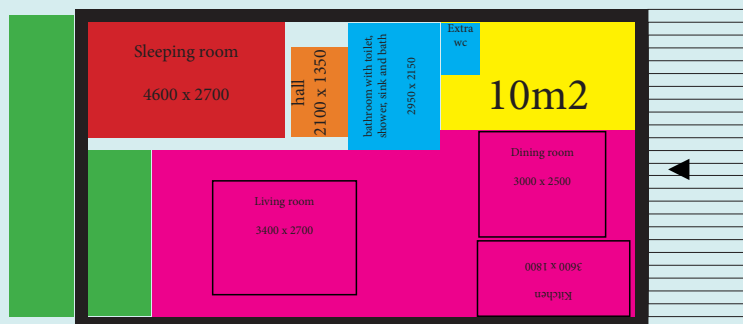 Sleeping room
4600 x 2700
hall
2100 x 1350
bathroom with toilet,
shower, sink and bath
2950 x 2150
Extra
wc
10m2
Dining room
3000 x 2500
Living room
3400 x 2700
Kitchen
3600 x 1800